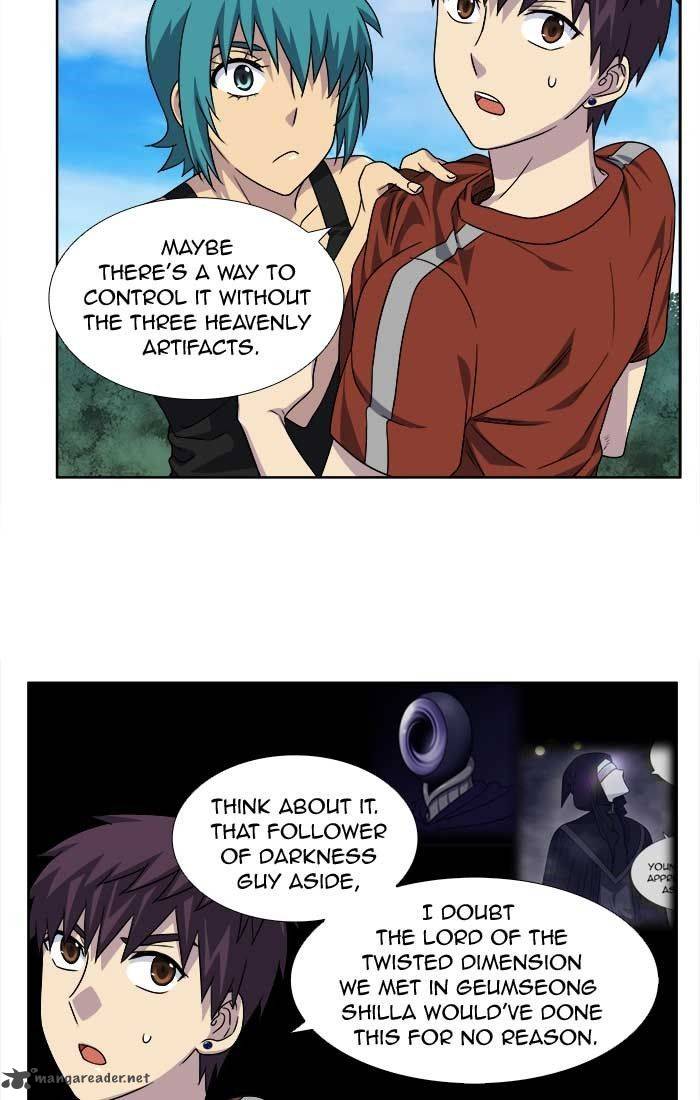 MAYBE
THERE'S A WAY TO
CONTROL IT WITHOUT
THE THREE HEAVENLY
ARTIFACTS.
THINK ABOUT IT.
THAT FOLLOWER
OF DARKNESS
GUY ASIDE,
I DOUBT
THE LORD OF THE
TWISTED DIMENSION
WE MET IN GEUMSEONG
SHILLA WOULD'VE DONE
THIS FOR NO REASON.
mangareader.net